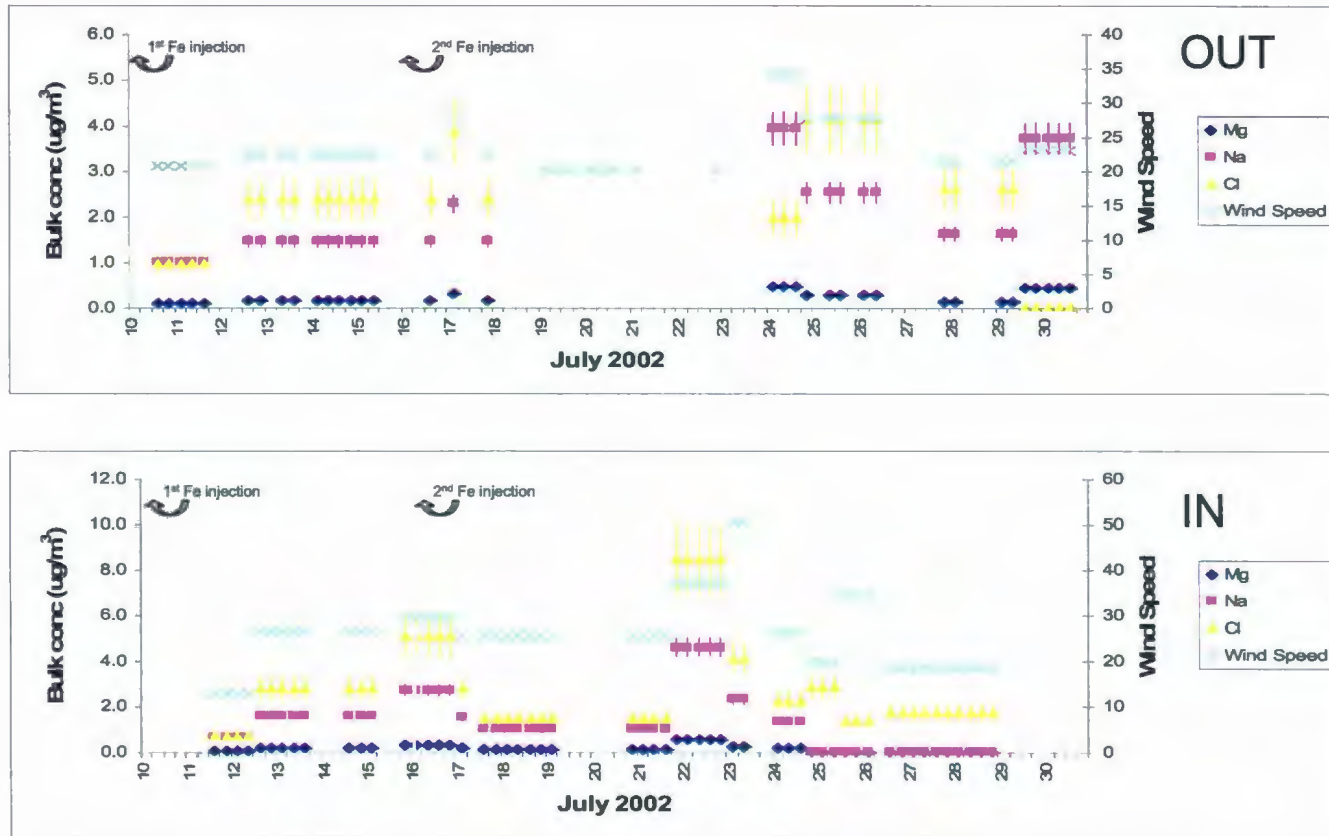 OUT
1st Fe injection
2nd Fe injection
Bulk conc (ug/m3)
6.0
5.0
4.0
3.0
2.0
1.0
0.0
40
35
30
25
20
15
10
5
0
Wind Speed
Mg
Na
Cl
Wind Speed
10 11 12 13 14 15 16 17 18 19 20 21 22 23 24 25 26 27 28 29 30
July 2002
IN
1st Fe injection
2nd Fe injection
Bulk conc (ug/m3)
12.0
10.0
8.0
6.0
4.0
2.0
0.0
60
50
40
30
20
10
0
Wind Speed
Mg
Na
Cl
Wind Speed
10 11 12 13 14 15 16 17 18 19 20 21 22 23 24 25 26 27 28 29 30
July 2002